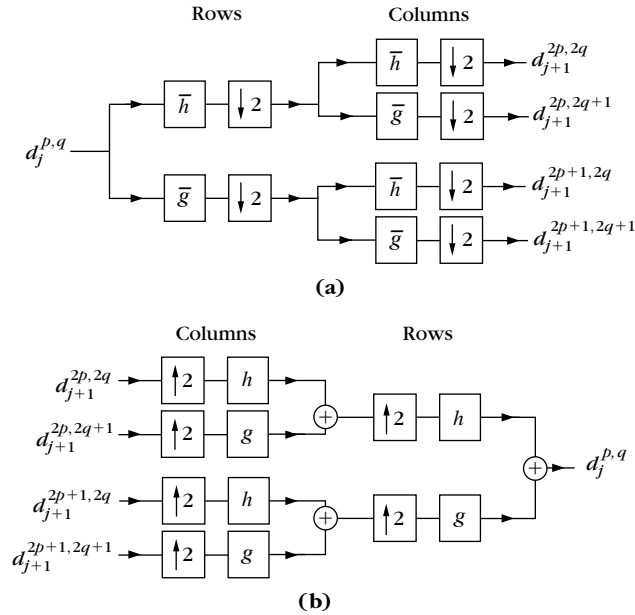 Rows Columns
h̅ ↓2 h̅ ↓2 d_{j+1}^{2p,2q}
g̅ ↓2 d_{j+1}^{2p,2q+1}
d_j^{p,q}
g̅ ↓2 h̅ ↓2 d_{j+1}^{2p+1,2q}
g̅ ↓2 d_{j+1}^{2p+1,2q+1}
(a)
Columns Rows
d_{j+1}^{2p,2q} ↑2 h
+ ↑2 h
d_{j+1}^{2p,2q+1} ↑2 g
+ d_j^{p,q}
d_{j+1}^{2p+1,2q} ↑2 h
+ ↑2 g
d_{j+1}^{2p+1,2q+1} ↑2 g
(b)